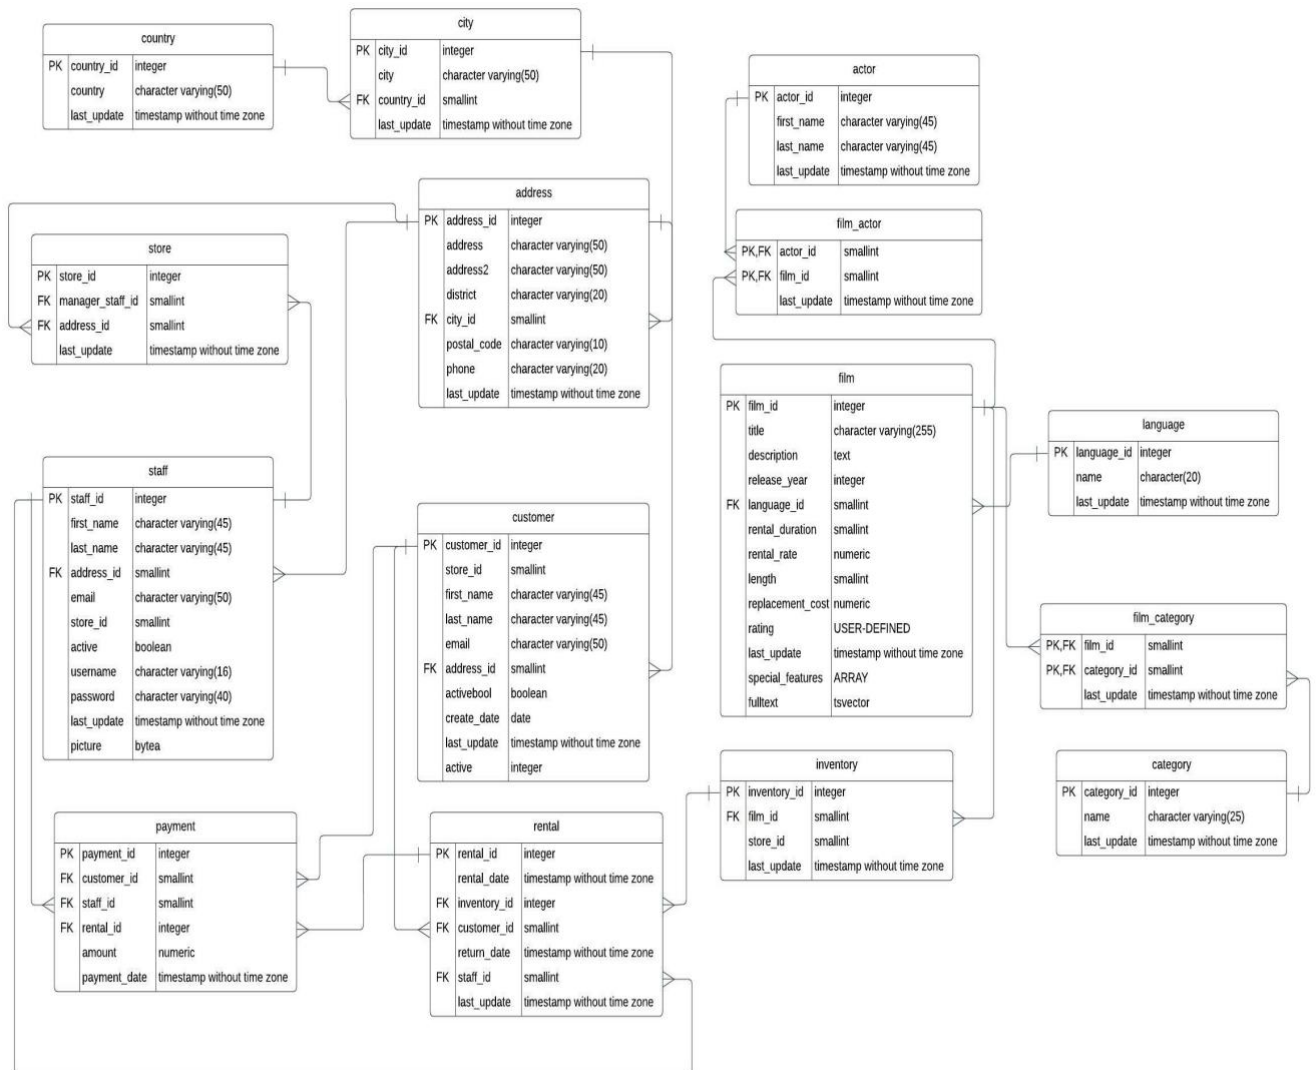 country
PK country_id integer
country character varying(50)
last_update timestamp without time zone
city
PK city_id integer
city character varying(50)
FK country_id smallint
last_update timestamp without time zone
actor
PK actor_id integer
first_name character varying(45)
last_name character varying(45)
last_update timestamp without time zone
address
PK address_id integer
address character varying(50)
address2 character varying(50)
district character varying(20)
FK city_id smallint
postal_code character varying(10)
phone character varying(20)
last_update timestamp without time zone
film_actor
PK,FK actor_id smallint
PK,FK film_id smallint
last_update timestamp without time zone
store
PK store_id integer
FK manager_staff_id smallint
FK address_id smallint
last_update timestamp without time zone
film
PK film_id integer
title character varying(255)
description text
release_year integer
FK language_id smallint
rental_duration smallint
rental_rate numeric
length smallint
replacement_cost numeric
rating USER-DEFINED
last_update timestamp without time zone
special_features ARRAY
fulltext tsvector
language
PK language_id integer
name character(20)
last_update timestamp without time zone
staff
PK staff_id integer
first_name character varying(45)
last_name character varying(45)
FK address_id smallint
email character varying(50)
store_id smallint
active boolean
username character varying(16)
password character varying(40)
last_update timestamp without time zone
picture bytea
customer
PK customer_id integer
store_id smallint
first_name character varying(45)
last_name character varying(45)
email character varying(50)
FK address_id smallint
activebool boolean
create_date date
last_update timestamp without time zone
active integer
film_category
PK,FK film_id smallint
PK,FK category_id smallint
last_update timestamp without time zone
inventory
PK inventory_id integer
FK film_id smallint
store_id smallint
last_update timestamp without time zone
category
PK category_id integer
name character varying(25)
last_update timestamp without time zone
payment
PK payment_id integer
FK customer_id smallint
FK staff_id smallint
FK rental_id integer
amount numeric
payment_date timestamp without time zone
rental
PK rental_id integer
rental_date timestamp without time zone
FK inventory_id integer
FK customer_id smallint
return_date timestamp without time zone
FK staff_id smallint
last_update timestamp without time zone